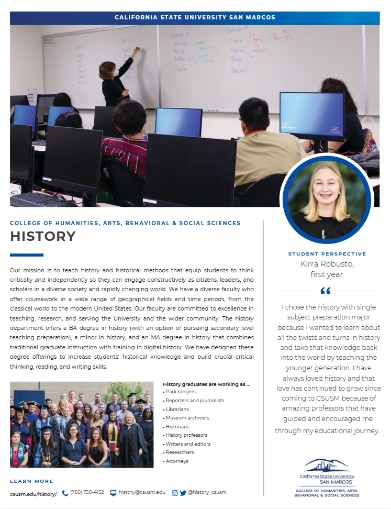 CALIFORNIA STATE UNIVERSITY SAN MARCOS
COLLEGE OF HUMANITIES, ARTS, BEHAVIORAL & SOCIAL SCIENCES
HISTORY
Our mission is to teach history and historical methods that equip students to think
critically and independently so they can engage constructively as citizens, leaders, and
scholars in a diverse society and rapidly changing world. We have a diverse faculty who
offer coursework in a wide range of geographical fields and time periods, from the
classical world to the modern United States. Our faculty are committed to excellence in
teaching, research, and serving the University and the wider community. The history
department offers a BA degree in history (with an option of pursuing secondary level
teaching preparation), a minor in history, and an MA degree in history that combines
traditional graduate instruction with training in digital history. We have designed these
degree offerings to increase students' historical knowledge and build crucial critical
thinking, reading, and writing skills.
History graduates are working as ...
• Park rangers
• Reporters and journalists
• Librarians
• Museum archivists
• Historians
• History professors
• Writers and editors
• Researchers
• Attorneys
LEARN MORE
csusm.edu/history/
(760) 750-4152
history@csusm.edu
@history_csusm
STUDENT PERSPECTIVE
Kirra Robusto,
first year
“
I chose the history with single
subject preparation major
because I wanted to learn about
all the twists and turns in history
and take that knowledge back
into the world by teaching the
younger generation. I have
always loved history and that
love has continued to grow since
coming to CSUSM because of
amazing professors that have
guided and encouraged me
through my educational journey.
California State University
SAN MARCOS
COLLEGE OF HUMANITIES, ARTS,
BEHAVIORAL & SOCIAL SCIENCES